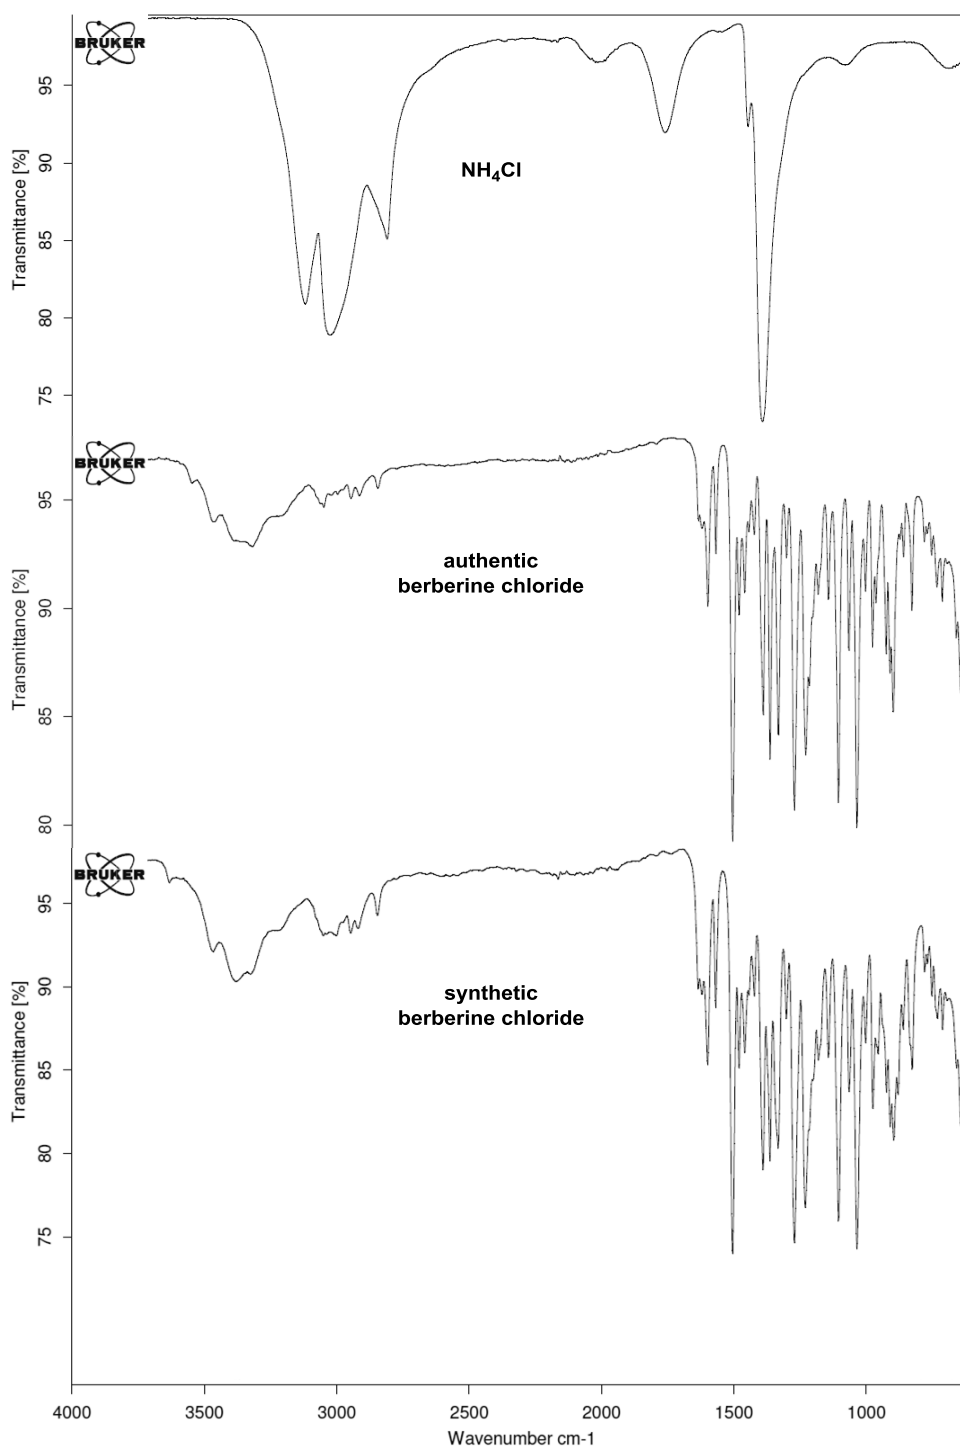 BRUKER
Transmittance [%]
95
90
85
80
75
NH₄Cl
BRUKER
Transmittance [%]
95
90
85
80
authentic
berberine chloride
BRUKER
Transmittance [%]
95
90
85
80
75
synthetic
berberine chloride
4000 3500 3000 2500 2000 1500 1000
Wavenumber cm-1